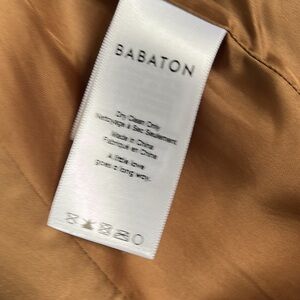 BABATON
Dry Clean Only
Nettoyage à Sec Seulement
Made in China
Fabriqué en Chine
A little love
goes a long way.